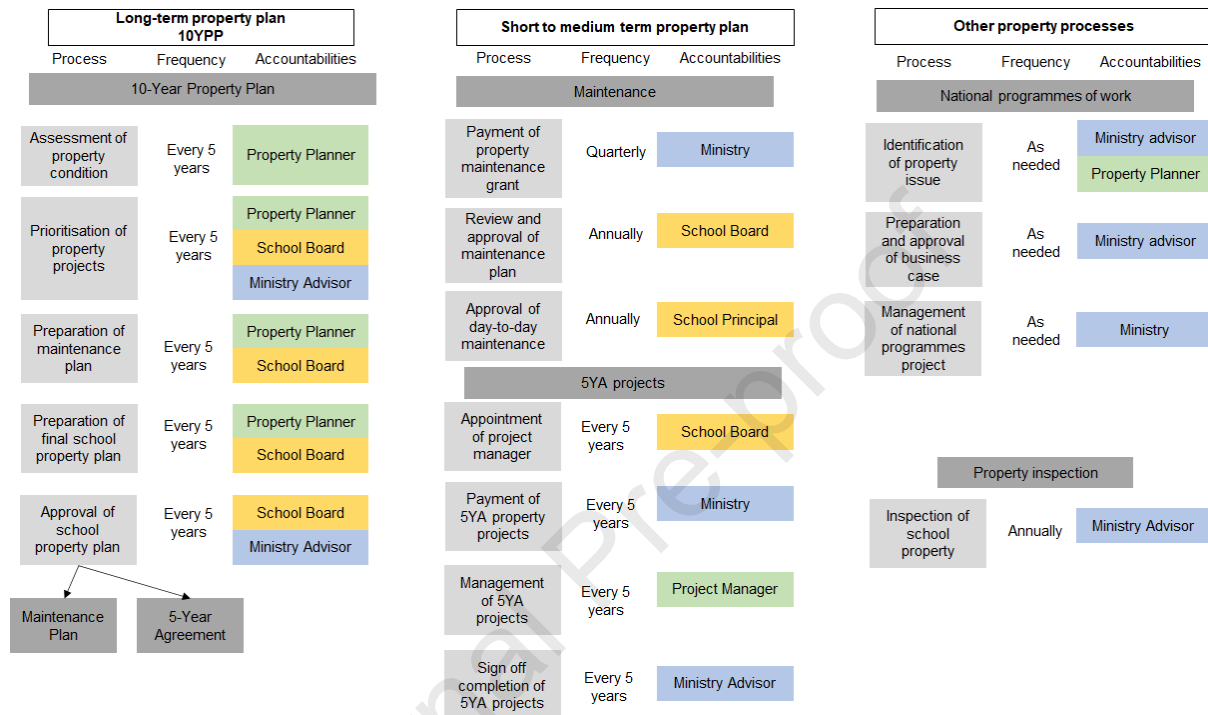 Long-term property plan
10YPP
Process Frequency Accountabilities
10-Year Property Plan
Assessment of
property
condition
Every 5
years
Property Planner
Prioritisation of
property
projects
Every 5
years
Property Planner
School Board
Ministry Advisor
Preparation of
maintenance
plan
Every 5
years
Property Planner
School Board
Preparation of
final school
property plan
Every 5
years
Property Planner
School Board
Approval of
school
property plan
Every 5
years
School Board
Ministry Advisor
Maintenance
Plan
5-Year
Agreement
Short to medium term property plan
Process Frequency Accountabilities
Maintenance
Payment of
property
maintenance
grant
Quarterly
Ministry
Review and
approval of
maintenance
plan
Annually
School Board
Approval of
day-to-day
maintenance
Annually
School Principal
5YA projects
Appointment
of project
manager
Every 5
years
School Board
Payment of
5YA property
projects
Every 5
years
Ministry
Management
of 5YA
projects
Every 5
years
Project Manager
Sign off
completion of
5YA projects
Every 5
years
Ministry Advisor
Other property processes
Process Frequency Accountabilities
National programmes of work
Identification
of property
issue
As
needed
Ministry advisor
Property Planner
Preparation
and approval
of business
case
As
needed
Ministry advisor
Management
of national
programmes
project
As
needed
Ministry
Property inspection
Inspection of
school
property
Annually
Ministry Advisor
nal Pre-proof